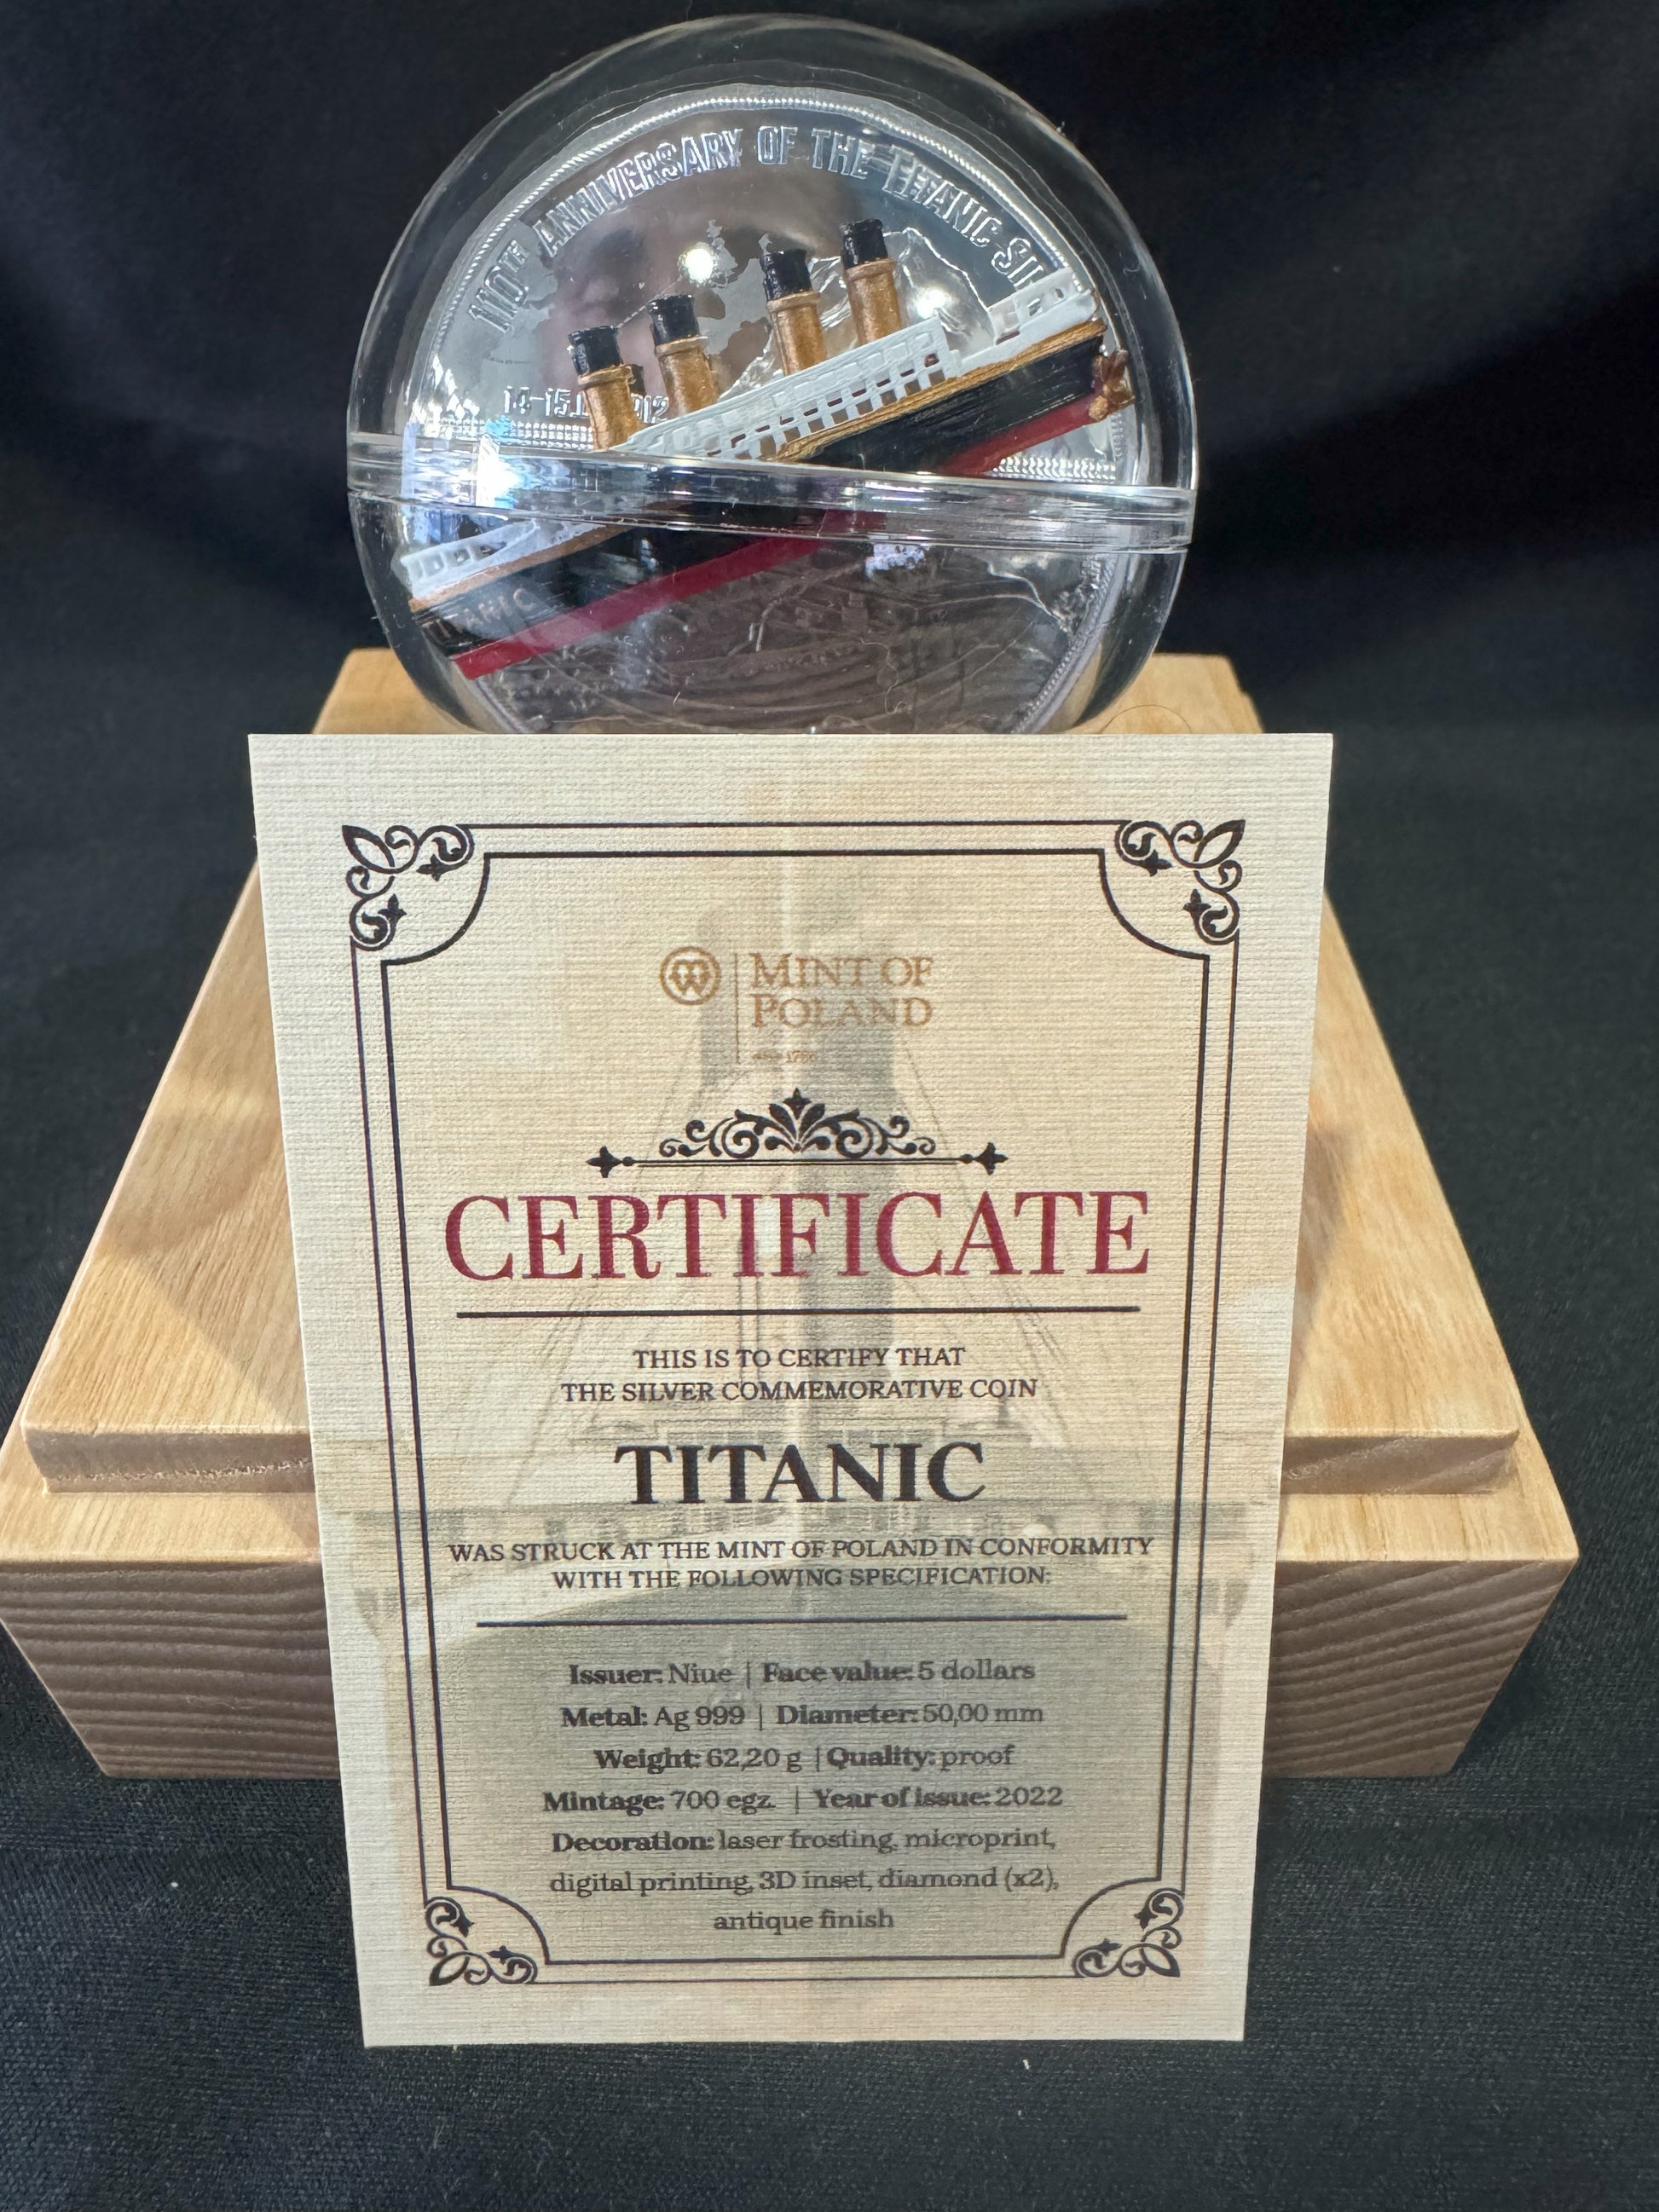 110TH ANNIVERSARY OF THE TITANIC SINKING
14-15.
TITANIC
MINT OF
POLAND
CERTIFICATE
THIS IS TO CERTIFY THAT
THE SILVER COMMEMORATIVE COIN
TITANIC
WAS STRUCK AT THE MINT OF POLAND IN CONFORMITY
WITH THE FOLLOWING SPECIFICATION:
Issuer: Niue | Face value: 5 dollars
Metal: Ag 999 | Diameter: 50,00 mm
Weight: 62,20 g | Quality: proof
Mintage: 700 egz. | Year of issue: 2022
Decoration: laser frosting, microprint,
digital printing, 3D inset, diamond (x2),
antique finish